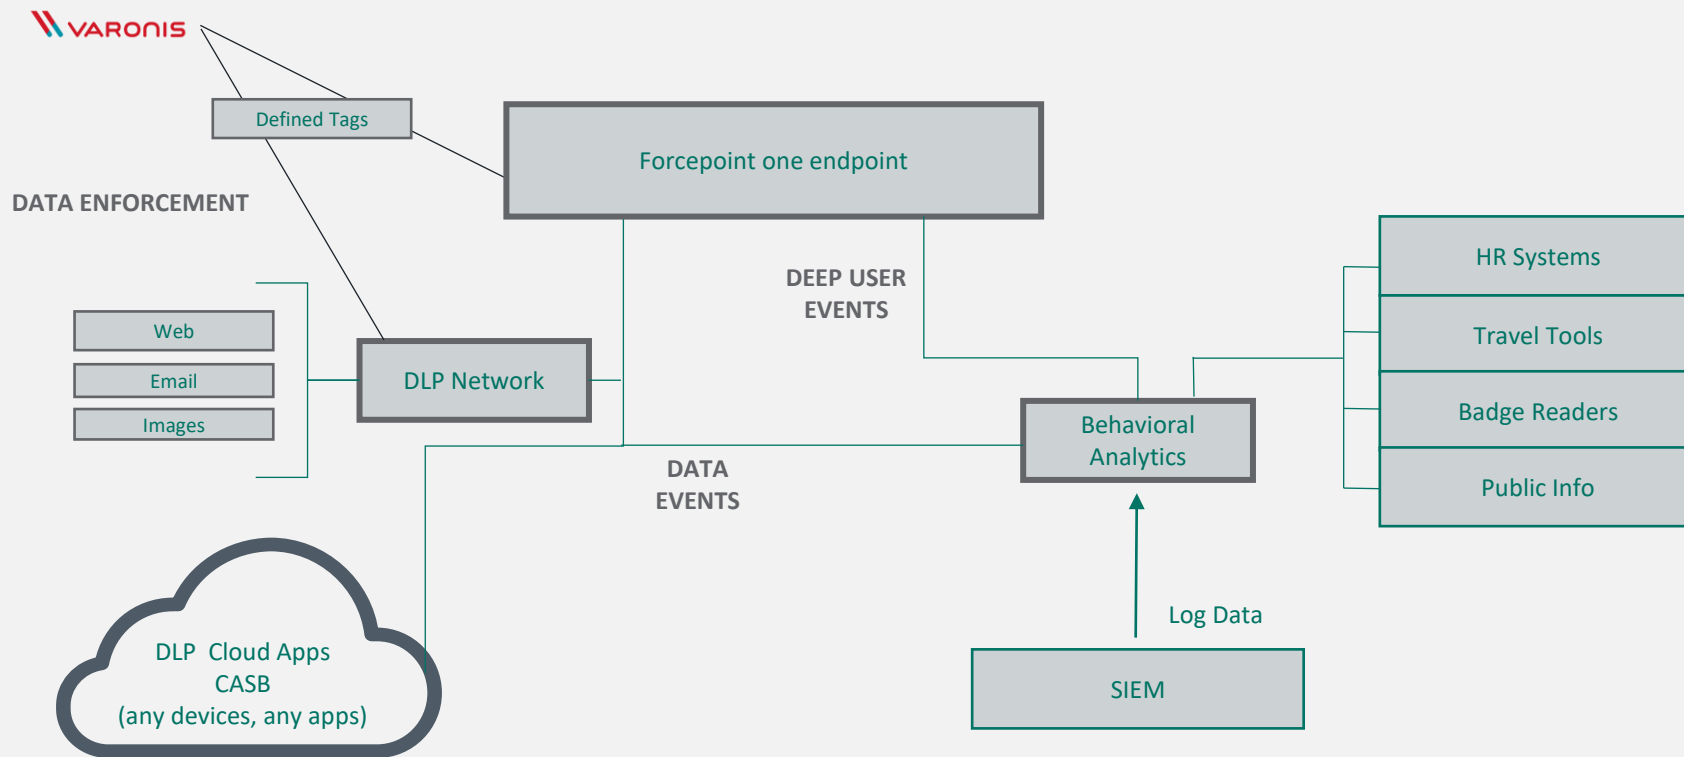 VARONIS
Defined Tags
Forcepoint one endpoint
DATA ENFORCEMENT
DEEP USER
EVENTS
HR Systems
Travel Tools
Badge Readers
Public Info
Web
Email
Images
DLP Network
Behavioral
Analytics
DATA
EVENTS
Log Data
SIEM
DLP Cloud Apps
CASB
(any devices, any apps)